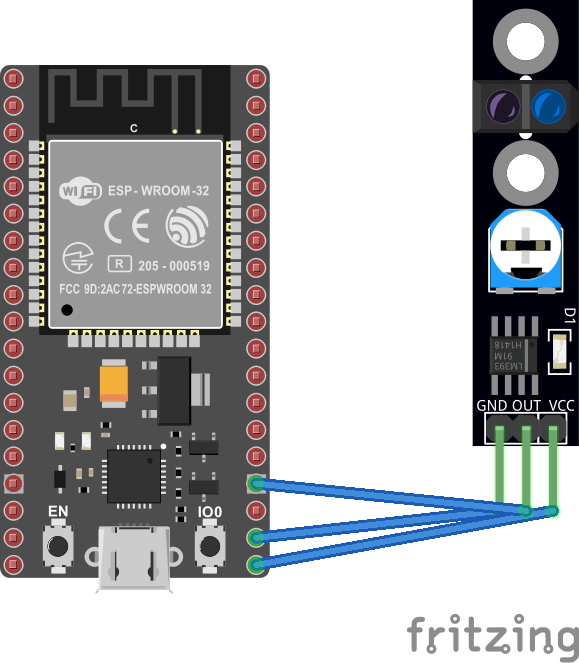 C
WiFi ESP-WROOM-32
CE
R 205-000519
FCC 9D:2AC72-ESPWROOM 32
D1
LM393
91M
H1418
GND OUT VCC
EN
IO0
fritzing